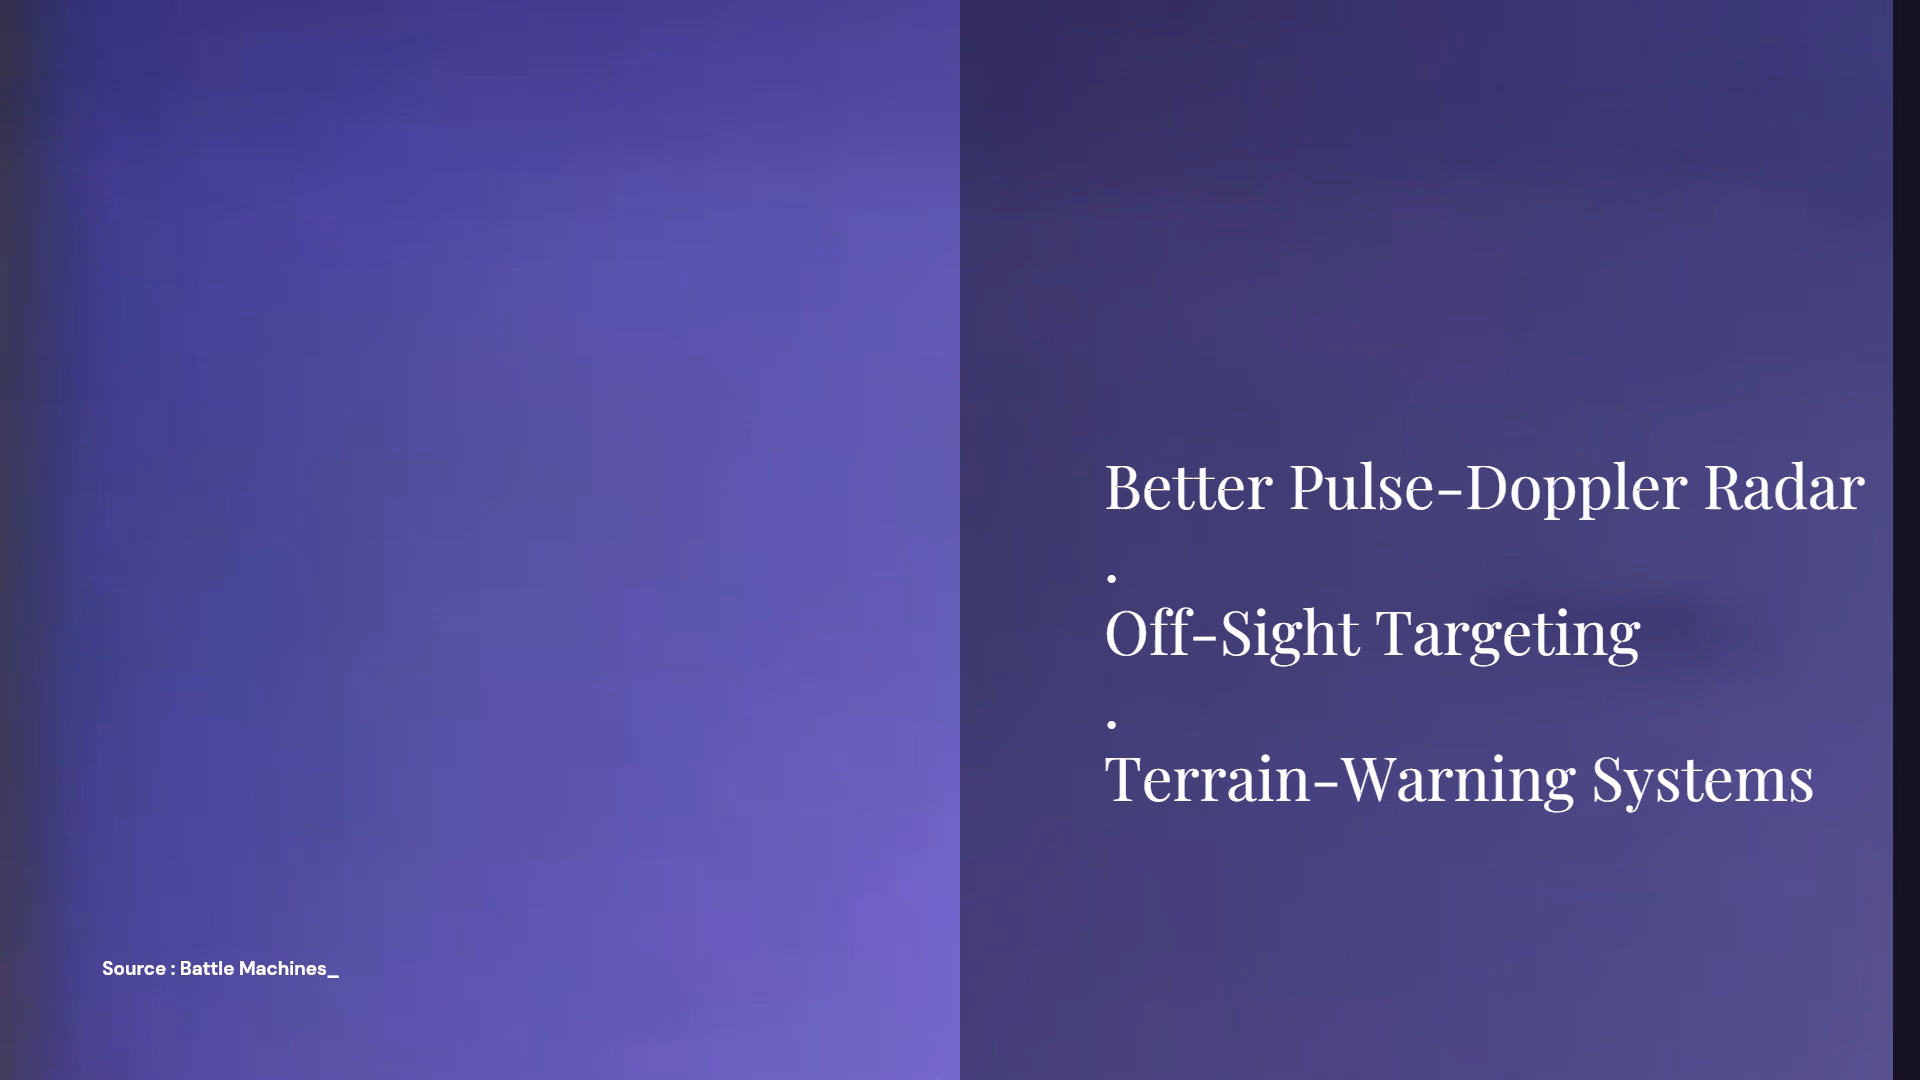 Better Pulse-Doppler Radar
.
Off-Sight Targeting
.
Terrain-Warning Systems
Source : Battle Machines_